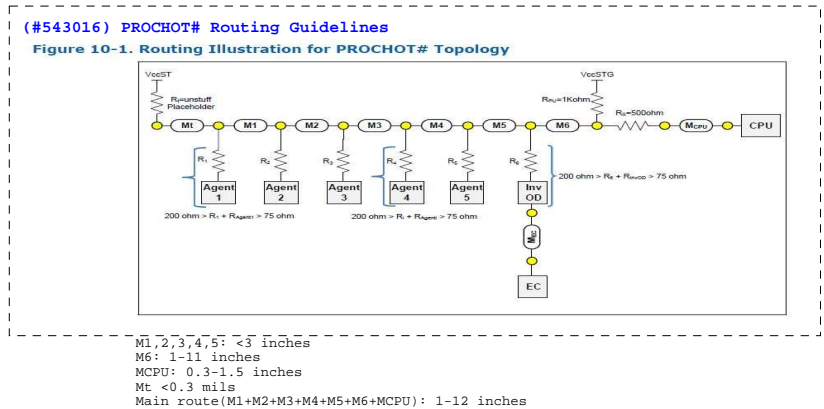 (#543016) PROCHOT# Routing Guidelines
Figure 10-1. Routing Illustration for PROCHOT# Topology
VccST
VccSTG
Rt=unstuff
Placeholder
RPU=1Kohm
RS=500ohm
Mt
M1
M2
M3
M4
M5
M6
MCPU
CPU
R1
R2
R3
R4
R5
R6
200 ohm > R6 + RInvOD > 75 ohm
Agent
1
Agent
2
Agent
3
Agent
4
Agent
5
Inv
OD
200 ohm > R1 + RAgent1 > 75 ohm
200 ohm > Ri + RAgenti > 75 ohm
MEC
EC
M1,2,3,4,5: <3 inches
M6: 1-11 inches
MCPU: 0.3-1.5 inches
Mt <0.3 mils
Main route(M1+M2+M3+M4+M5+M6+MCPU): 1-12 inches